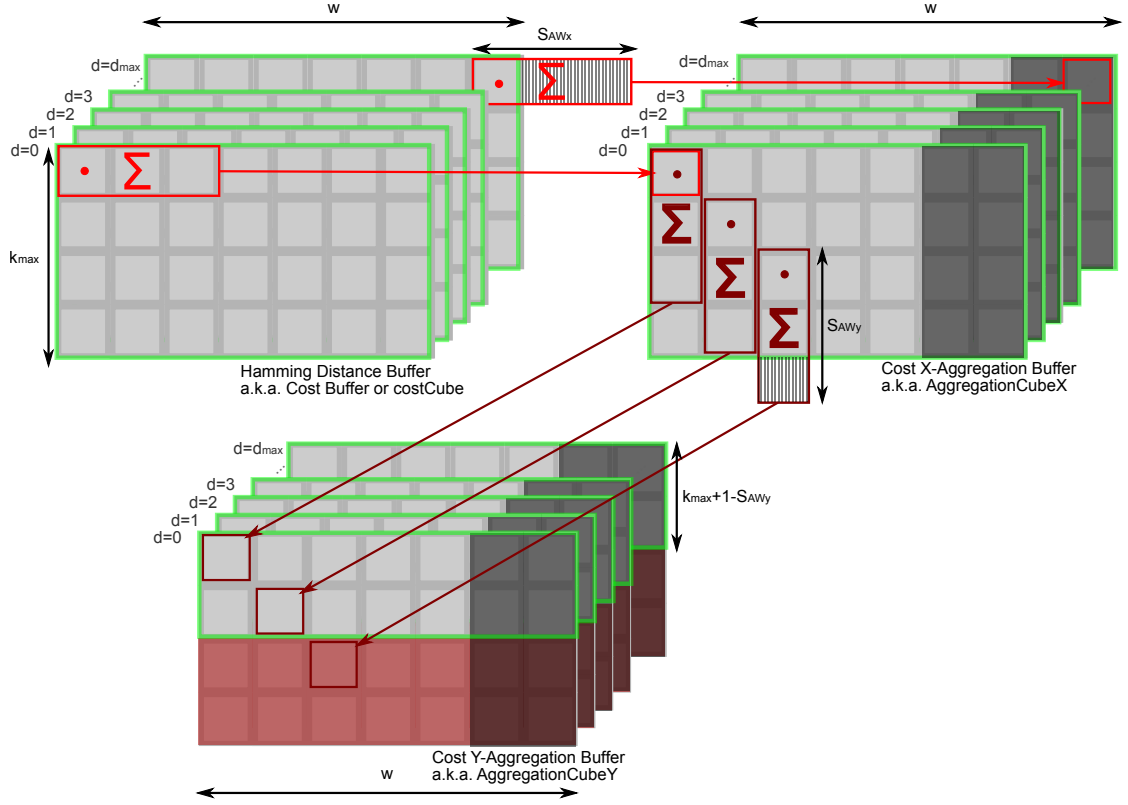 w
w
SAWx
Σ
d=dmax
d=3
d=2
d=1
d=0
Σ
kmax
Hamming Distance Buffer
a.k.a. Cost Buffer or costCube
d=dmax
d=3
d=2
d=1
d=0
Σ
Σ
Σ
SAWy
Cost X-Aggregation Buffer
a.k.a. AggregationCubeX
d=dmax
d=3
d=2
d=1
d=0
kmax+1-SAWy
Cost Y-Aggregation Buffer
a.k.a. AggregationCubeY
w